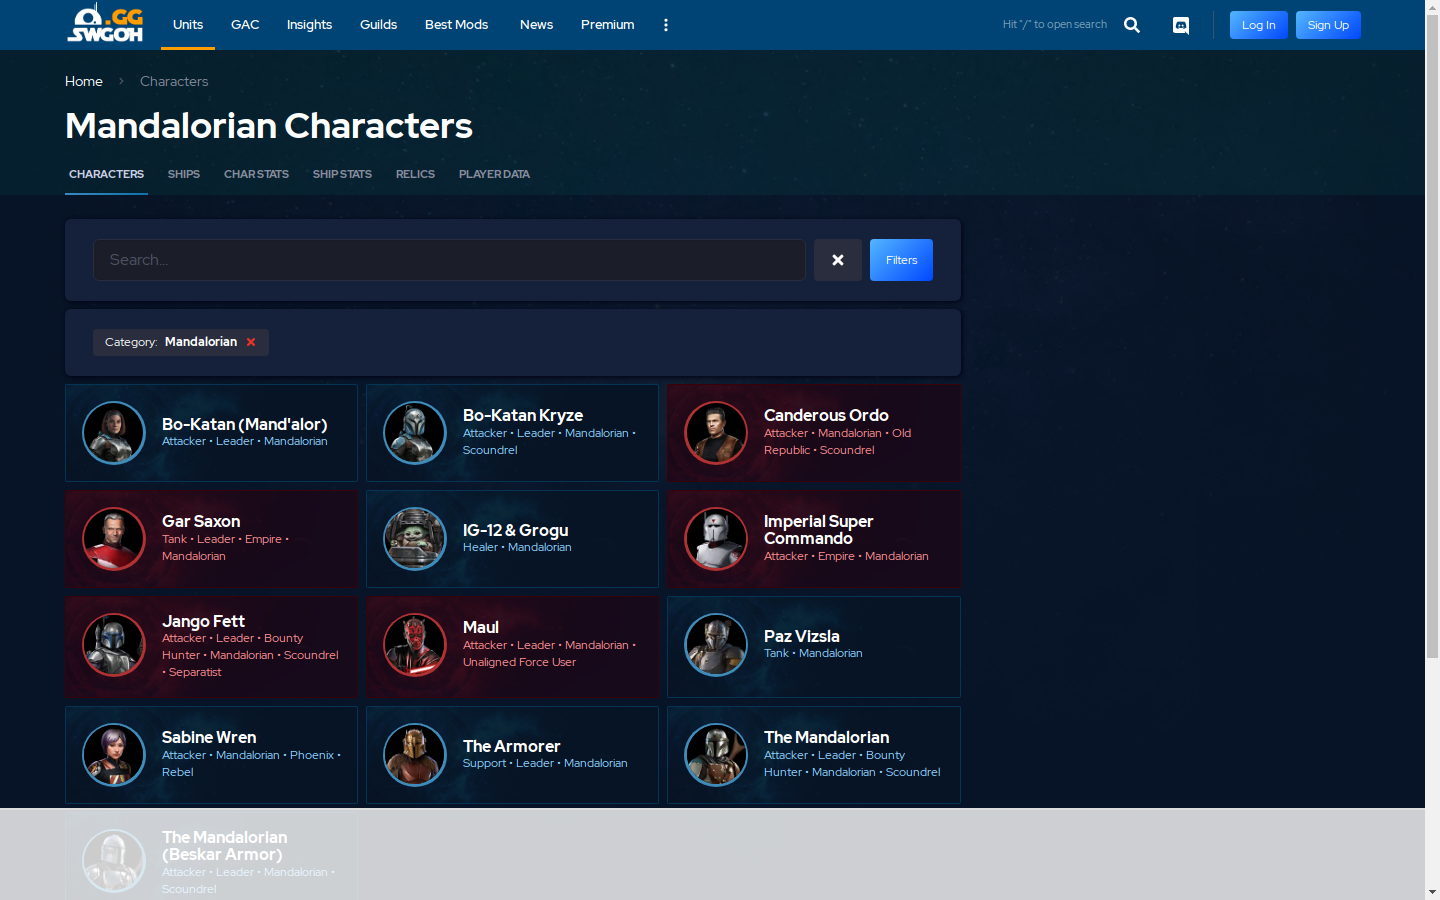 .GG
SWGOH
Units
GAC
Insights
Guilds
Best Mods
News
Premium
Hit "/" to open search
Log In
Sign Up
Home
Characters
Mandalorian Characters
CHARACTERS
SHIPS
CHAR STATS
SHIP STATS
RELICS
PLAYER DATA
Search...
Filters
Category: Mandalorian
Bo-Katan (Mand'alor)
Attacker • Leader • Mandalorian
Bo-Katan Kryze
Attacker • Leader • Mandalorian •
Scoundrel
Canderous Ordo
Attacker • Mandalorian • Old
Republic • Scoundrel
Gar Saxon
Tank • Leader • Empire •
Mandalorian
IG-12 & Grogu
Healer • Mandalorian
Imperial Super
Commando
Attacker • Empire • Mandalorian
Jango Fett
Attacker • Leader • Bounty
Hunter • Mandalorian • Scoundrel
• Separatist
Maul
Attacker • Leader • Mandalorian •
Unaligned Force User
Paz Vizsla
Tank • Mandalorian
Sabine Wren
Attacker • Mandalorian • Phoenix •
Rebel
The Armorer
Support • Leader • Mandalorian
The Mandalorian
Attacker • Leader • Bounty
Hunter • Mandalorian • Scoundrel
The Mandalorian
(Beskar Armor)
Attacker • Leader • Mandalorian •
Scoundrel